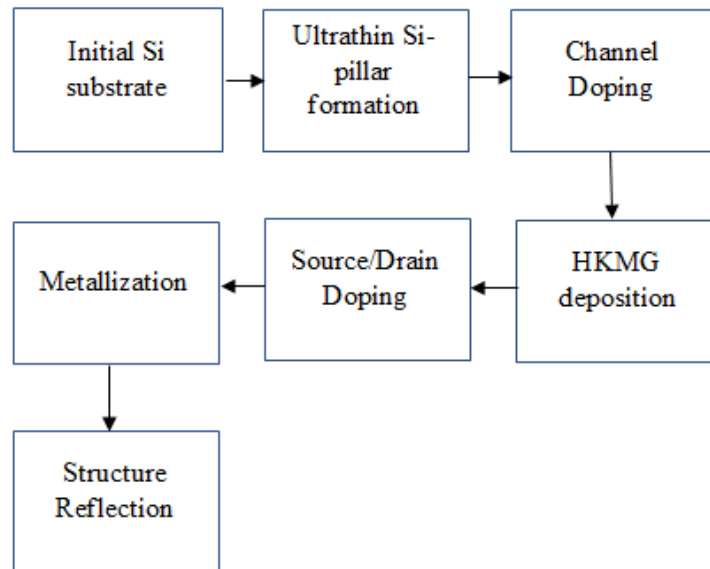 Initial Si
substrate
Ultrathin Si-
pillar
formation
Channel
Doping
HKMG
deposition
Source/Drain
Doping
Metallization
Structure
Reflection